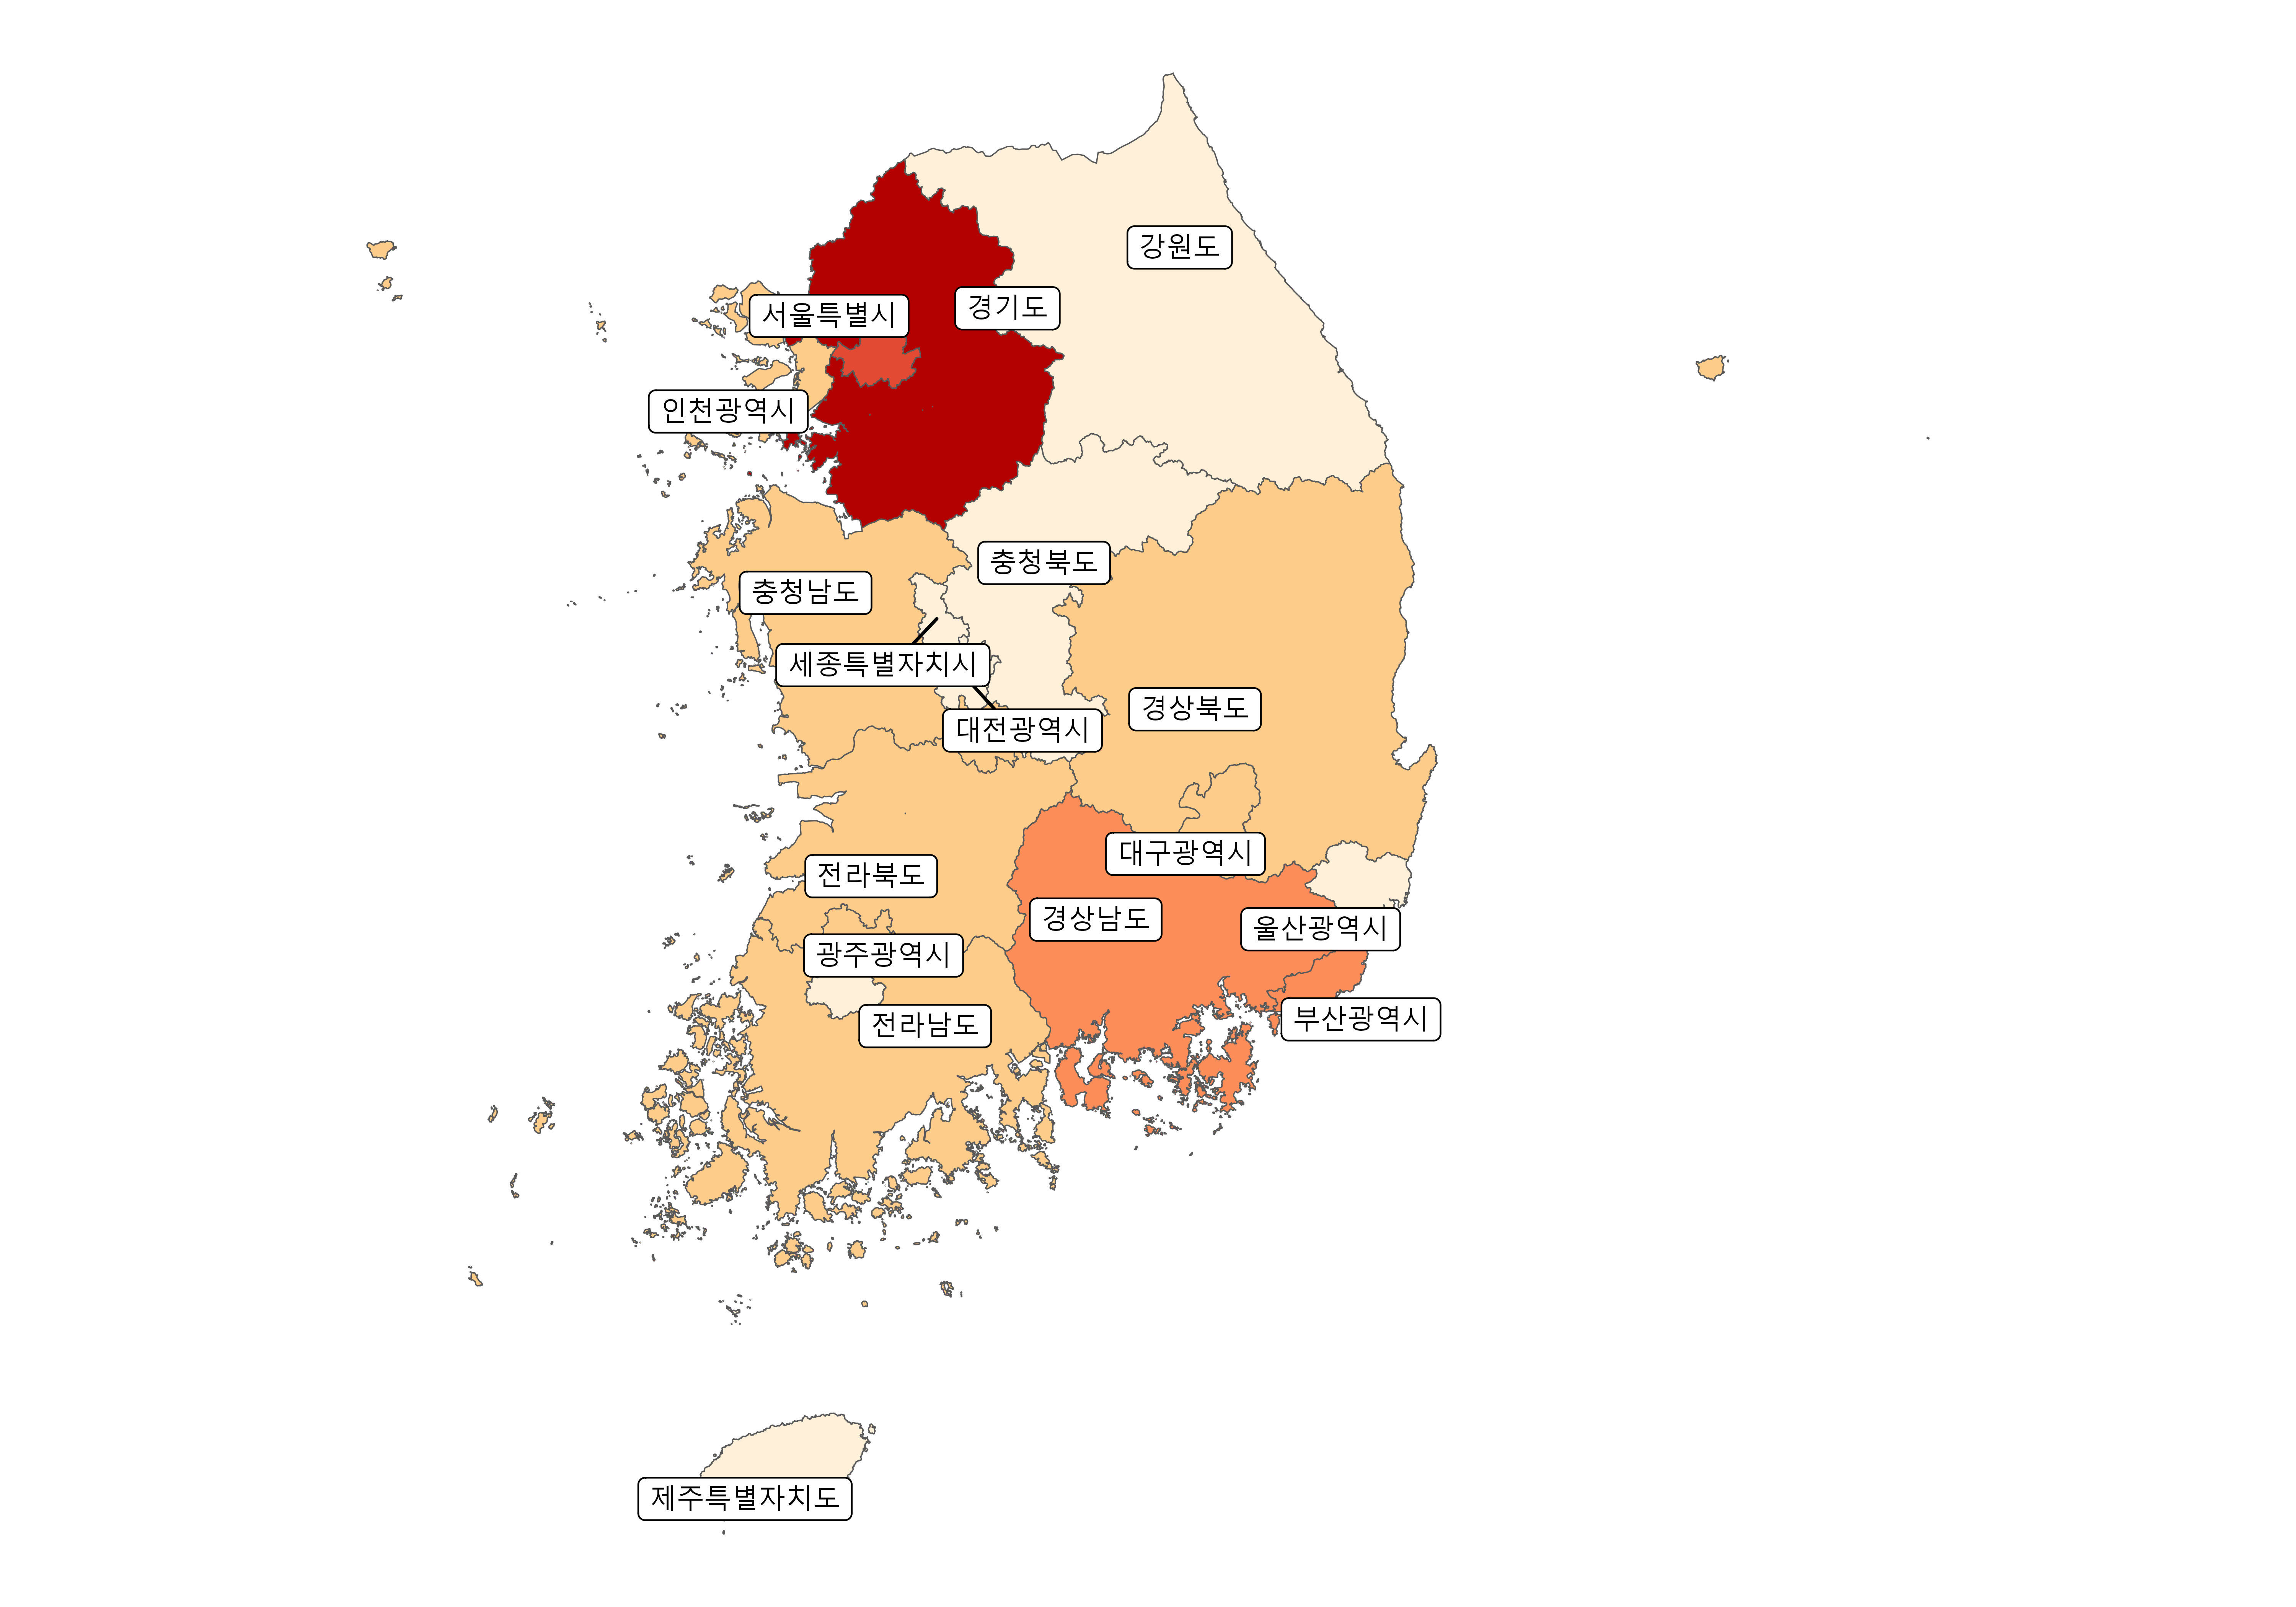 강원도
경기도
서울특별시
인천광역시
충청북도
충청남도
세종특별자치시
경상북도
대전광역시
대구광역시
전라북도
경상남도
울산광역시
광주광역시
부산광역시
전라남도
제주특별자치도